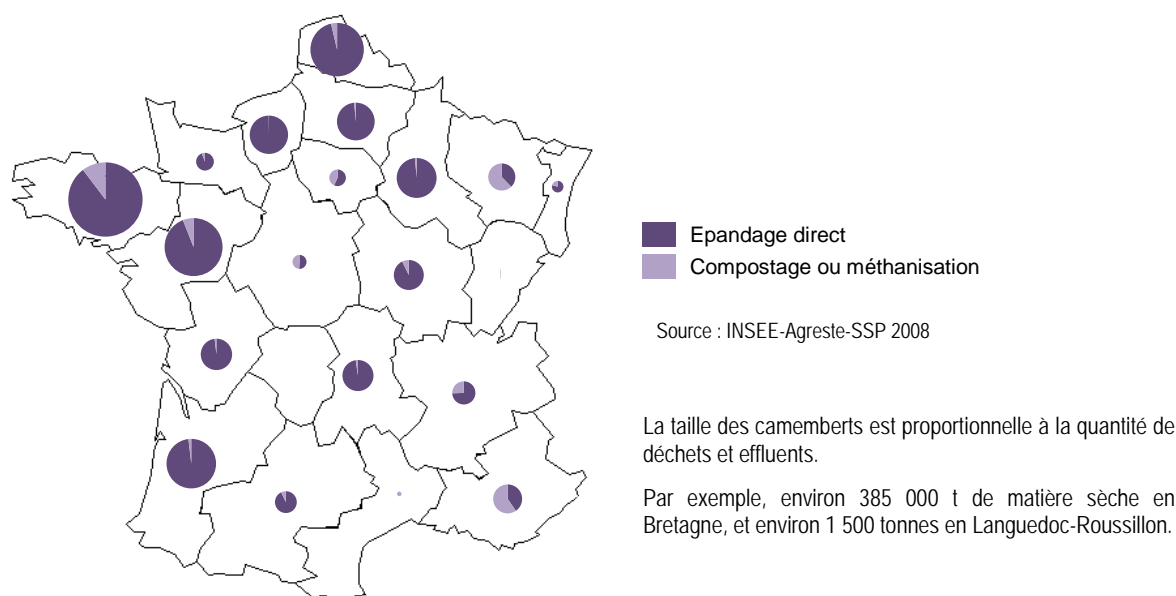 Epandage direct
Compostage ou méthanisation
Source : INSEE-Agreste-SSP 2008
La taille des camemberts est proportionnelle à la quantité de
déchets et effluents.
Par exemple, environ 385 000 t de matière sèche en
Bretagne, et environ 1 500 tonnes en Languedoc-Roussillon.